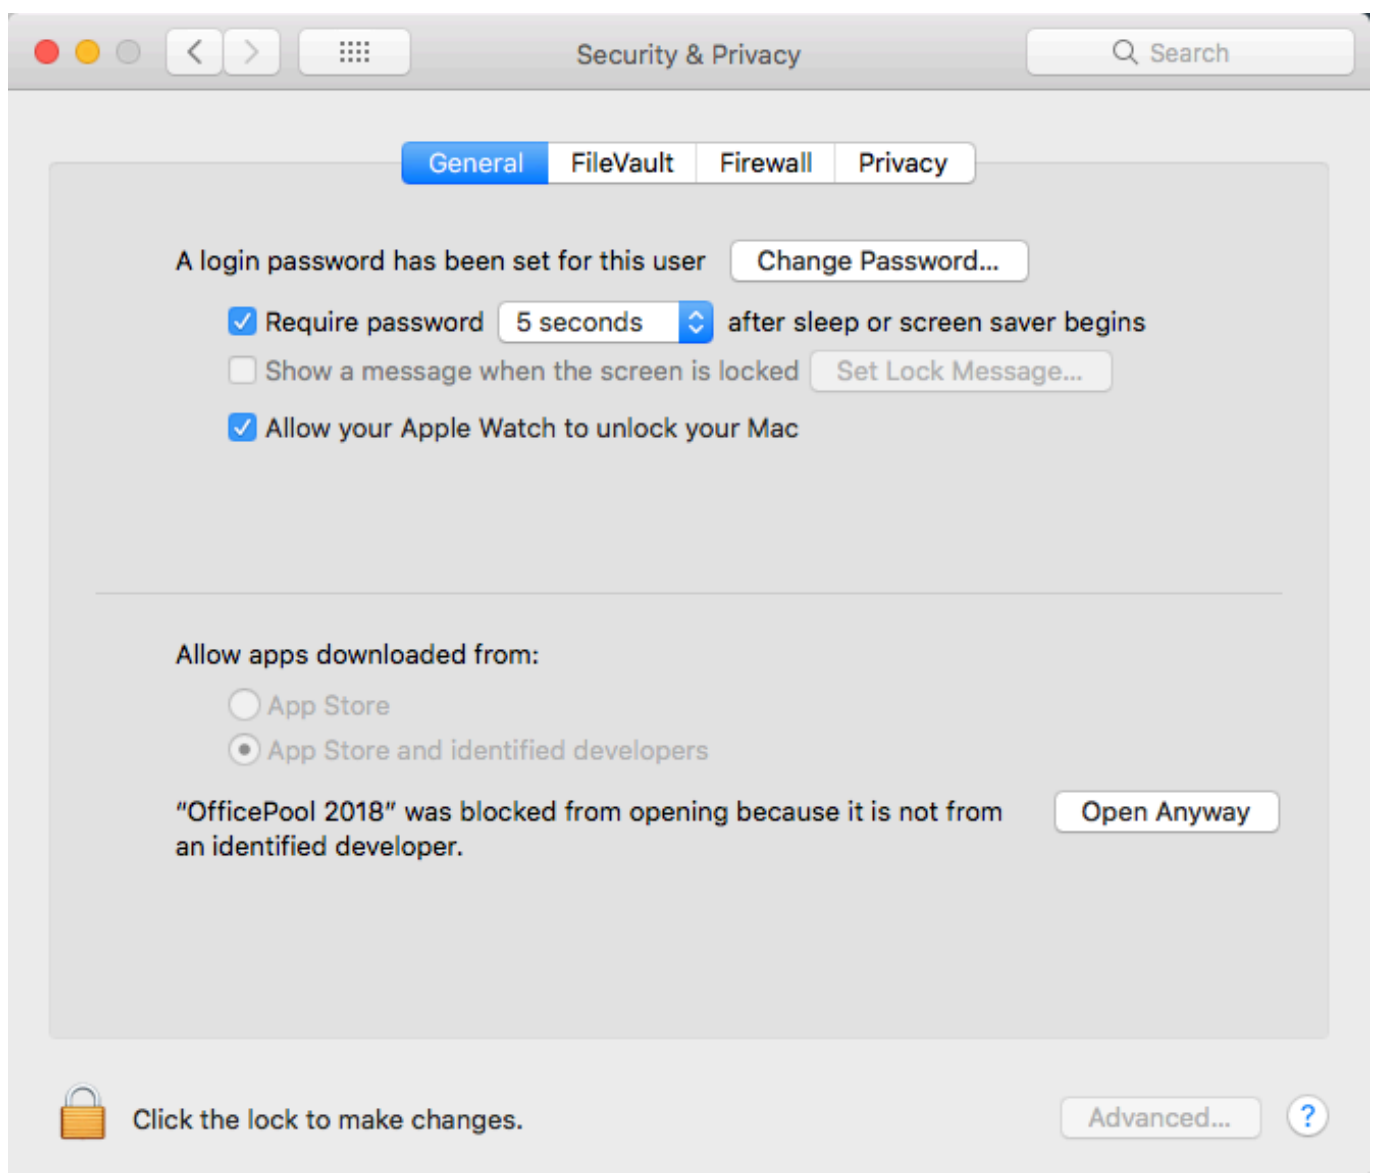 Security & Privacy
Search
General FileVault Firewall Privacy
A login password has been set for this user Change Password...
Require password 5 seconds after sleep or screen saver begins
Show a message when the screen is locked Set Lock Message...
Allow your Apple Watch to unlock your Mac
Allow apps downloaded from:
App Store
App Store and identified developers
“OfficePool 2018” was blocked from opening because it is not from
an identified developer.
Open Anyway
Click the lock to make changes.
Advanced...
?